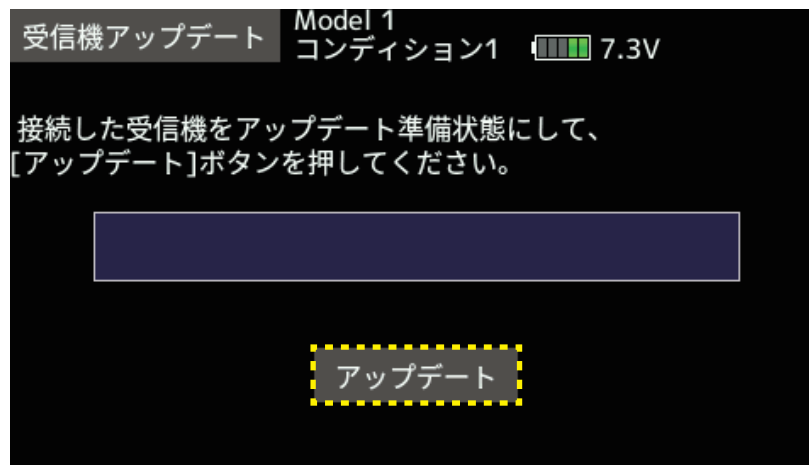 受信機アップデート
Model 1
コンディション1 7.3V
接続した受信機をアップデート準備状態にして、
[アップデート]ボタンを押してください。
アップデート